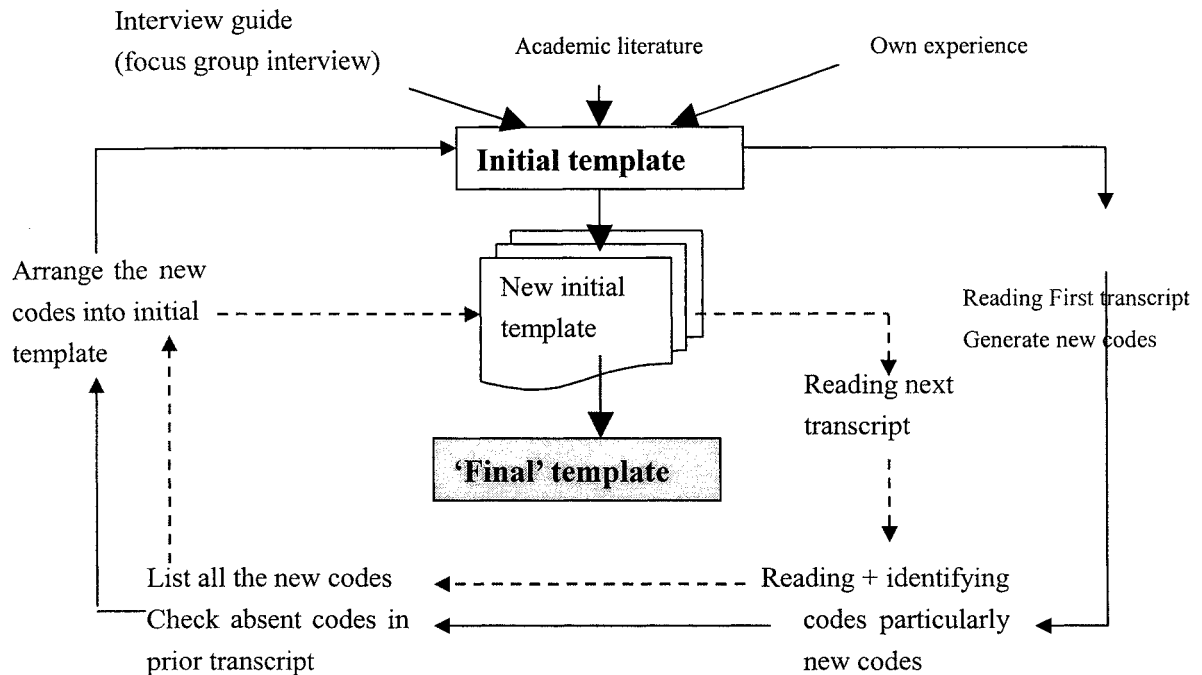 Interview guide
(focus group interview)
Academic literature
Own experience
Initial template
Arrange the new
codes into initial
template
New initial
template
Reading First transcript
Generate new codes
Reading next
transcript
‘Final’ template
List all the new codes
Check absent codes in
prior transcript
Reading + identifying
codes particularly
new codes